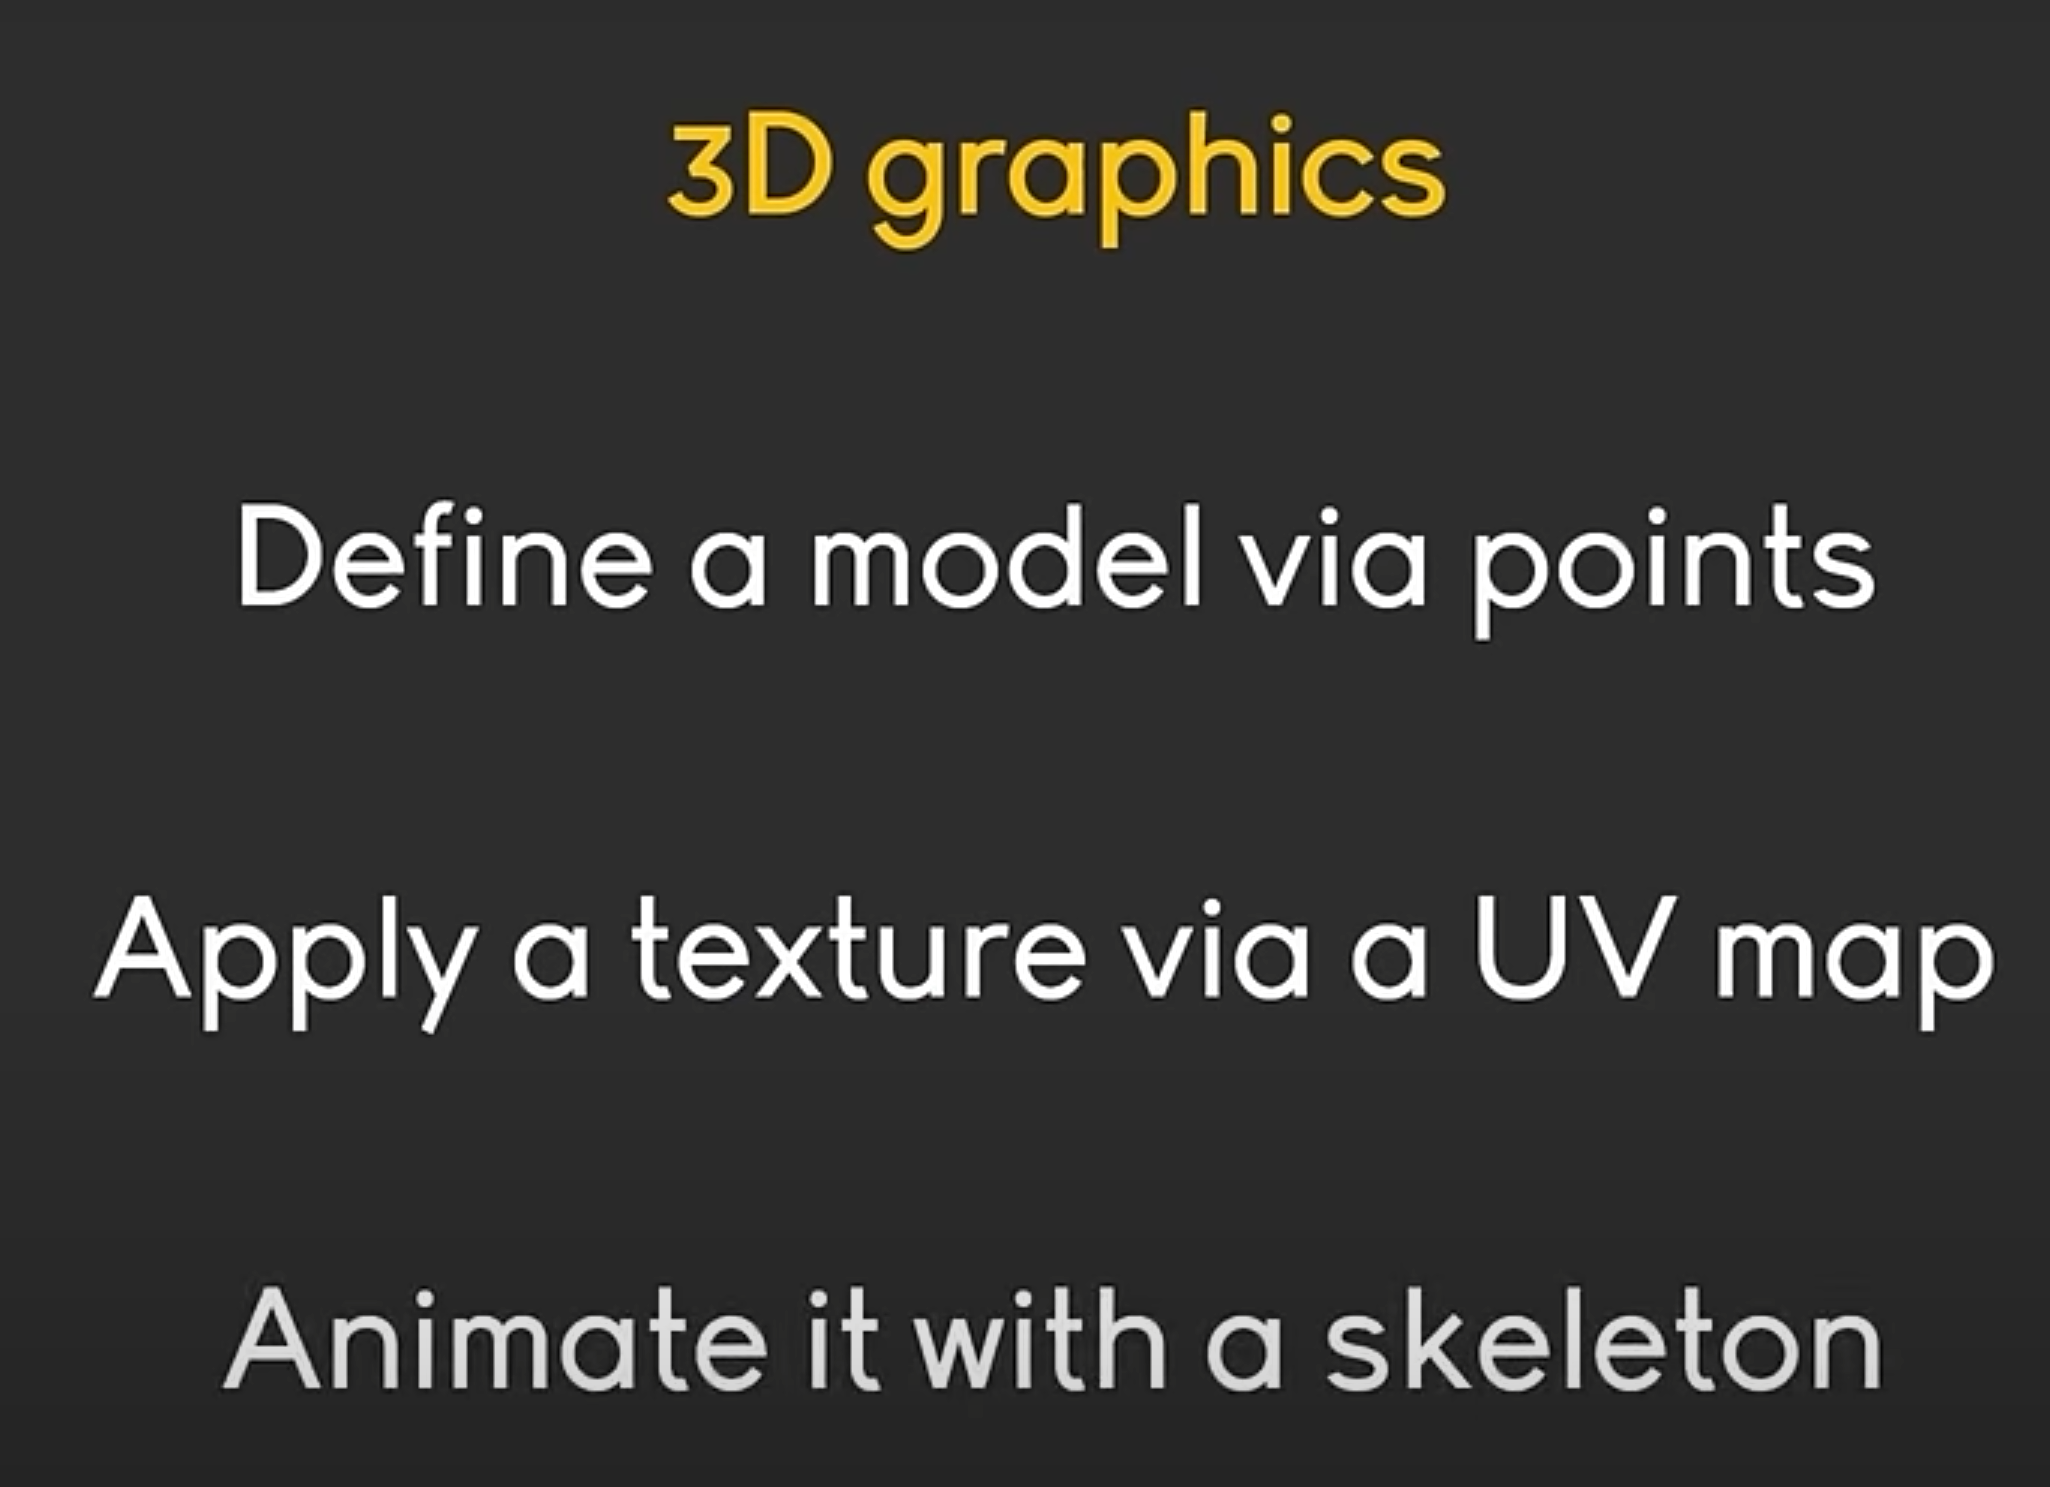 3D graphics
Define a model via points
Apply a texture via a UV map
Animate it with a skeleton